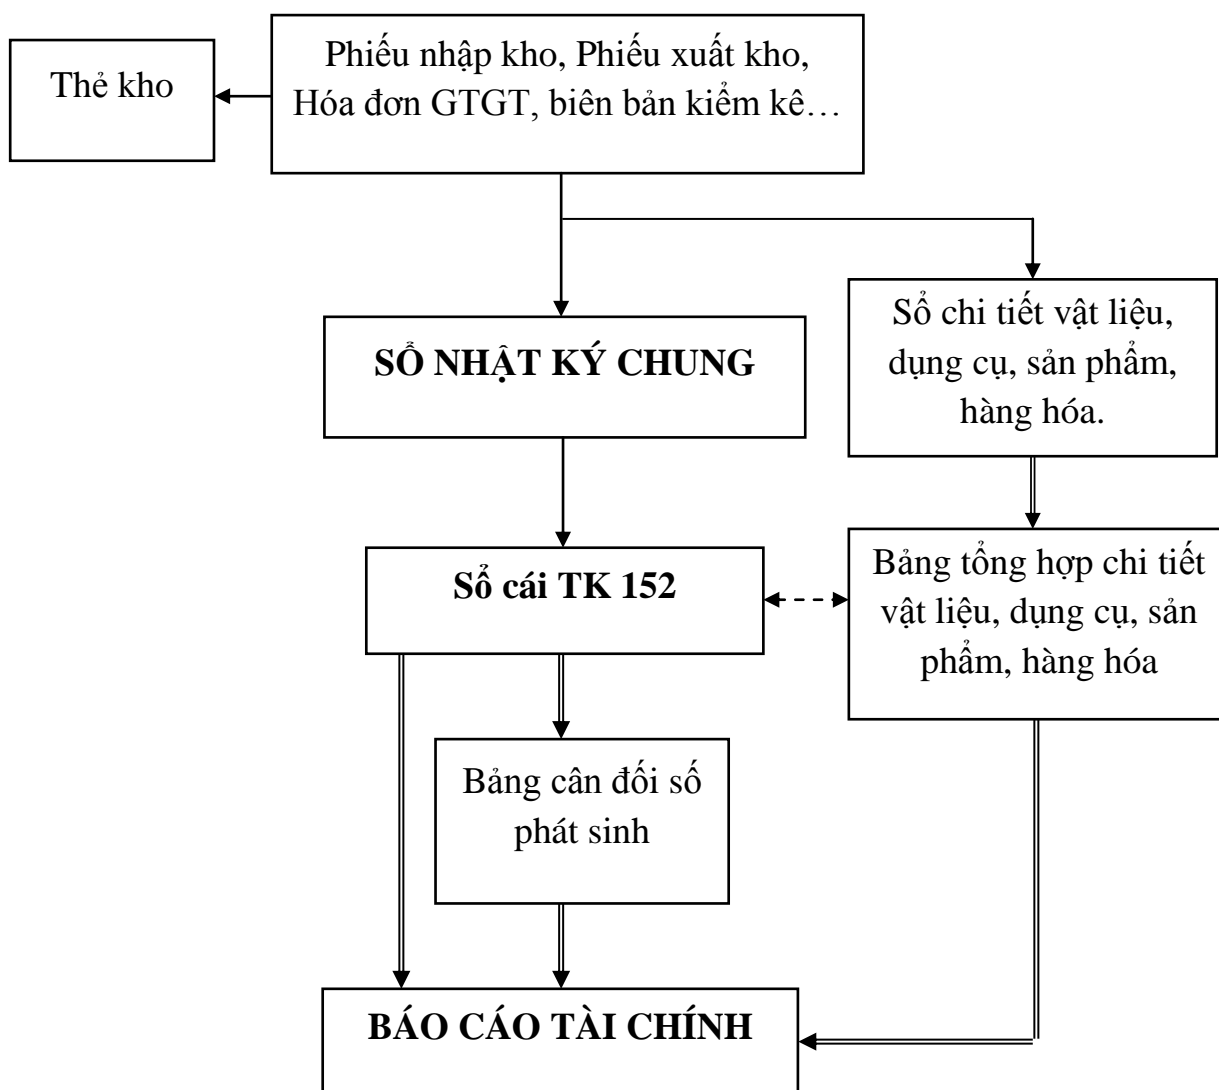 Thẻ kho
Phiếu nhập kho, Phiếu xuất kho,
Hóa đơn GTGT, biên bản kiểm kê…
SỔ NHẬT KÝ CHUNG
Sổ chi tiết vật liệu,
dụng cụ, sản phẩm,
hàng hóa.
Sổ cái TK 152
Bảng tổng hợp chi tiết
vật liệu, dụng cụ, sản
phẩm, hàng hóa
Bảng cân đối số
phát sinh
BÁO CÁO TÀI CHÍNH